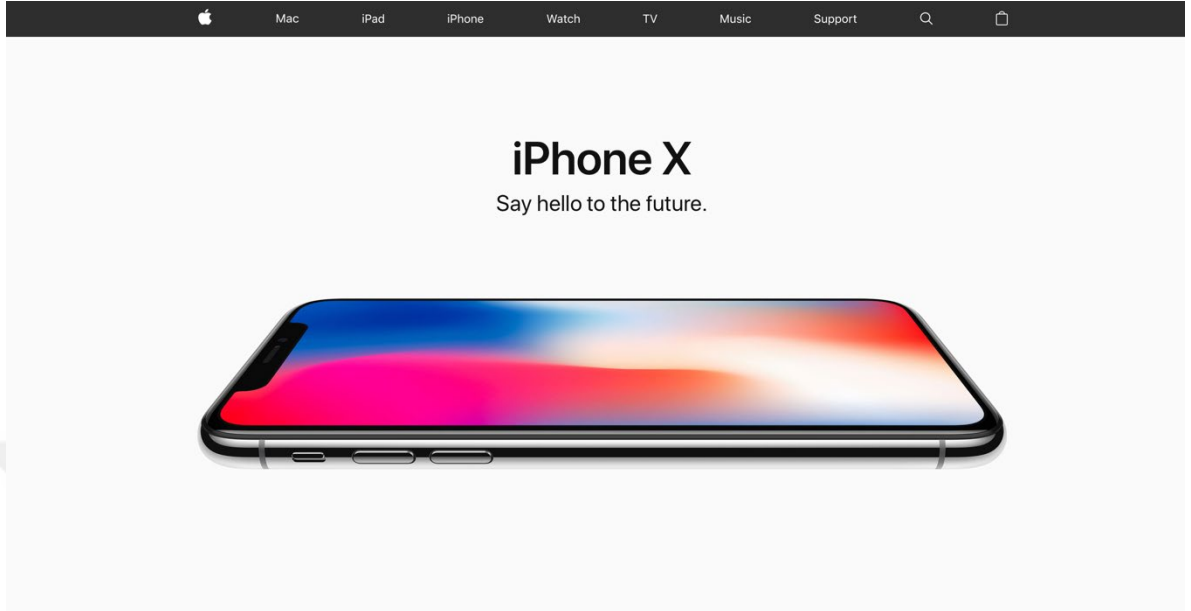 Mac iPad iPhone Watch TV Music Support
iPhone X
Say hello to the future.